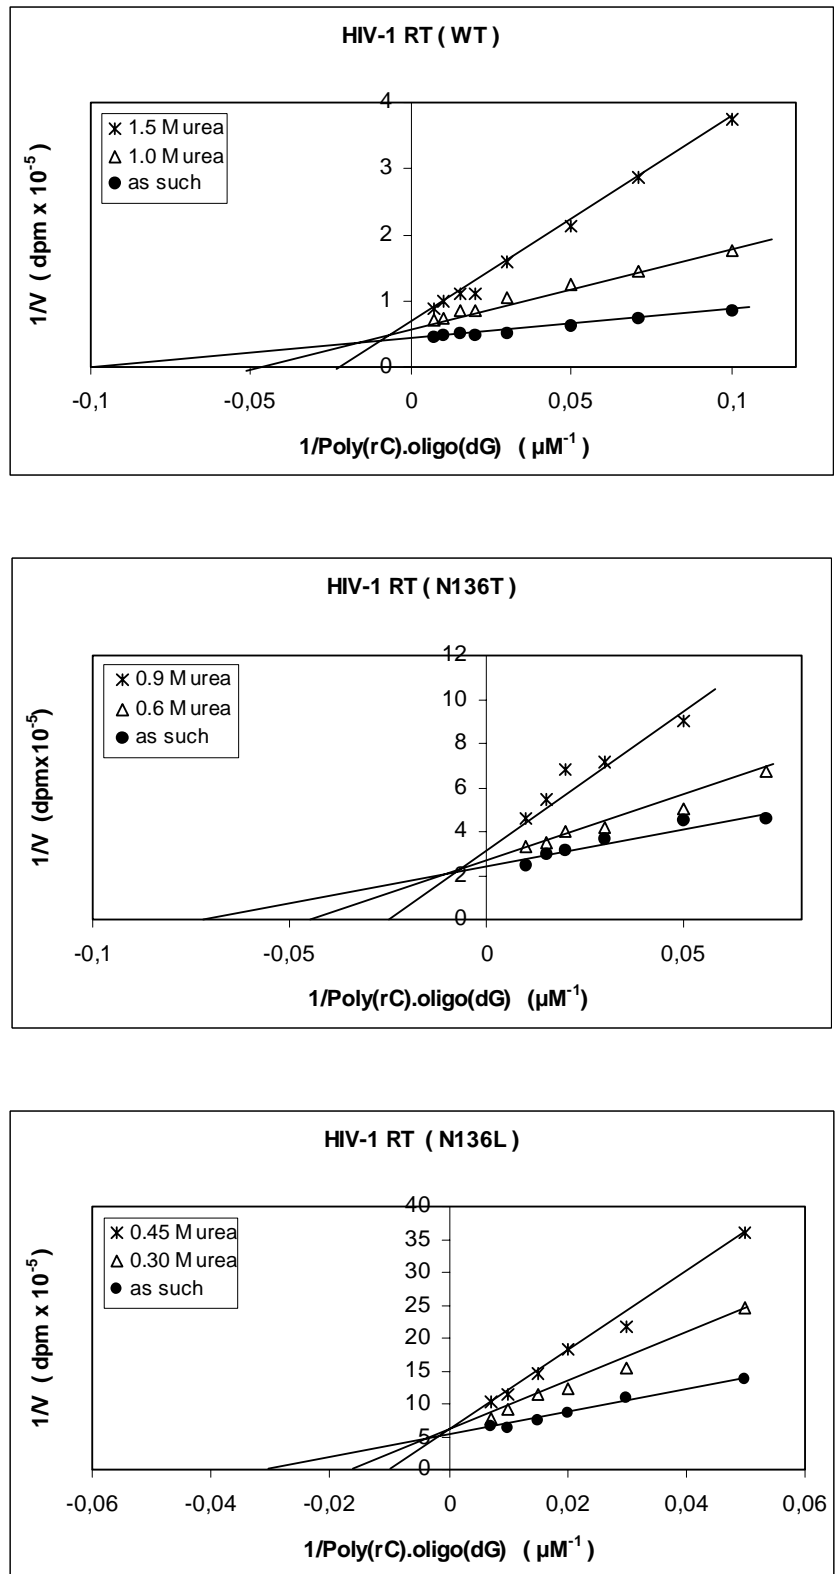 HIV-1 RT ( WT )
1/V ( dpm x 10-5 )
1.5 M urea
1.0 M urea
as such
4
3
2
1
0
-0,1 -0,05 0 0,05 0,1
1/Poly(rC).oligo(dG) ( µM-1 )
HIV-1 RT ( N136T )
1/V (dpmx10-5)
0.9 M urea
0.6 M urea
as such
12
10
8
6
4
2
0
-0,1 -0,05 0 0,05
1/Poly(rC).oligo(dG) (µM-1)
HIV-1 RT ( N136L )
1/V ( dpm x 10-5 )
0.45 M urea
0.30 M urea
as such
40
35
30
25
20
15
10
5
0
-0,06 -0,04 -0,02 0 0,02 0,04 0,06
1/Poly(rC).oligo(dG) ( µM-1 )